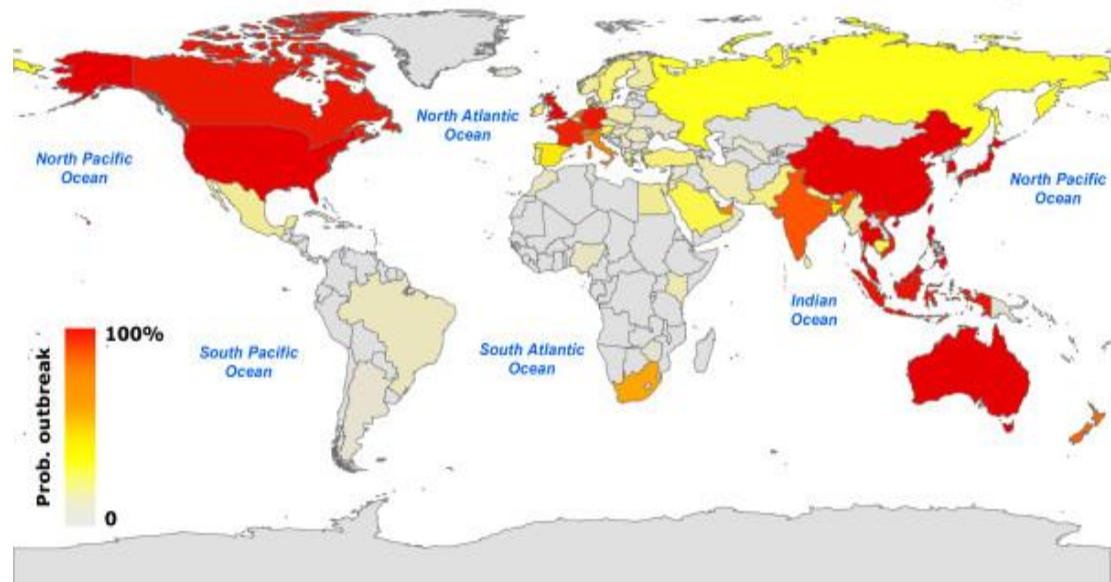 North Atlantic
Ocean
North Pacific
Ocean
North Pacific
Ocean
Indian
Ocean
South Pacific
Ocean
South Atlantic
Ocean
Prob. outbreak
100%
0